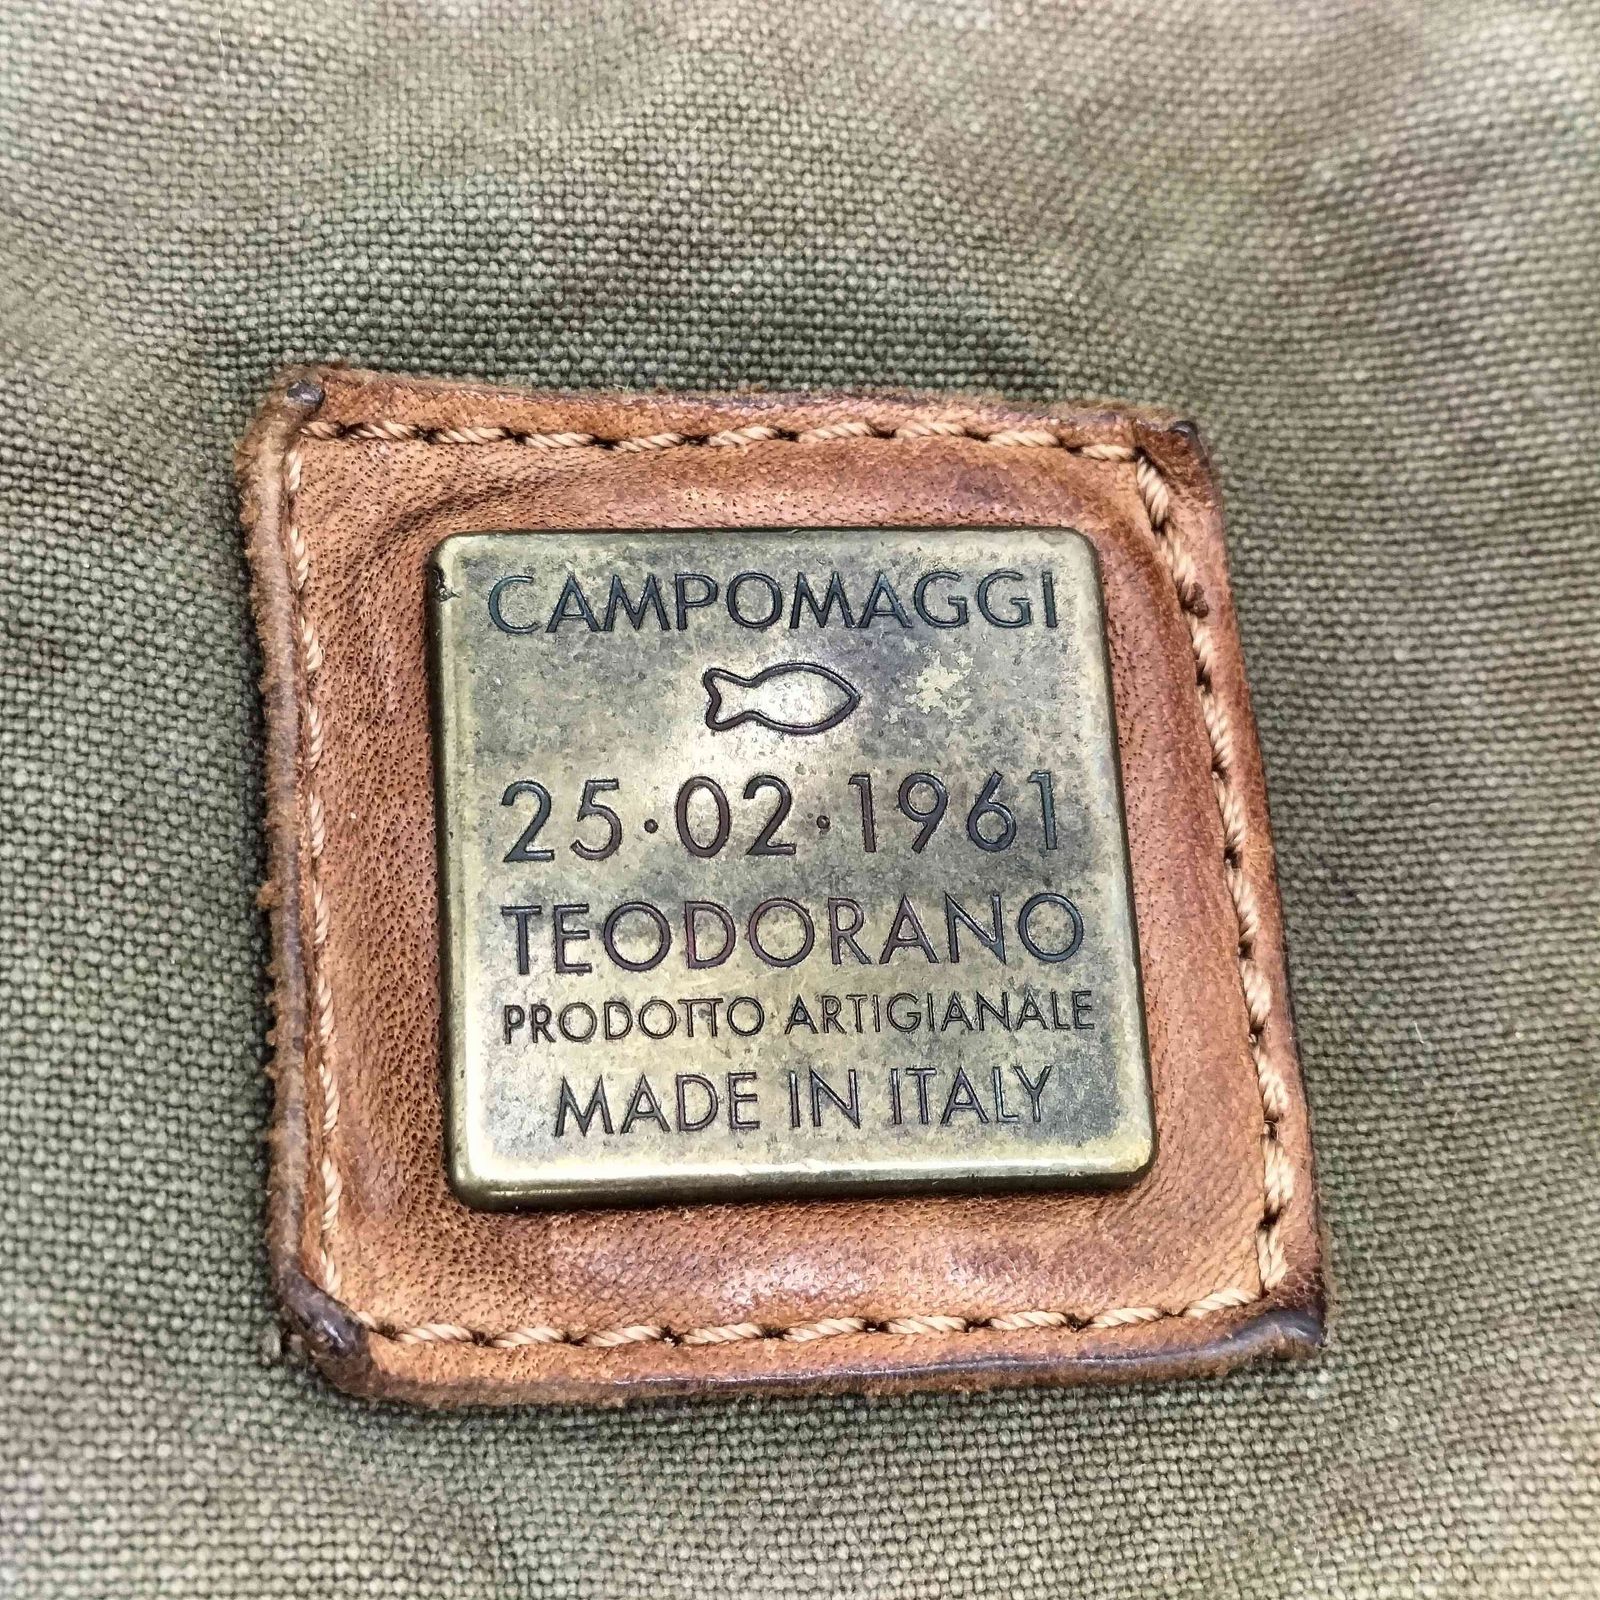 CAMPOMAGGI
25·02·1961
TEODORANO
PRODOTTO ARTIGIANALE
MADE IN ITALY